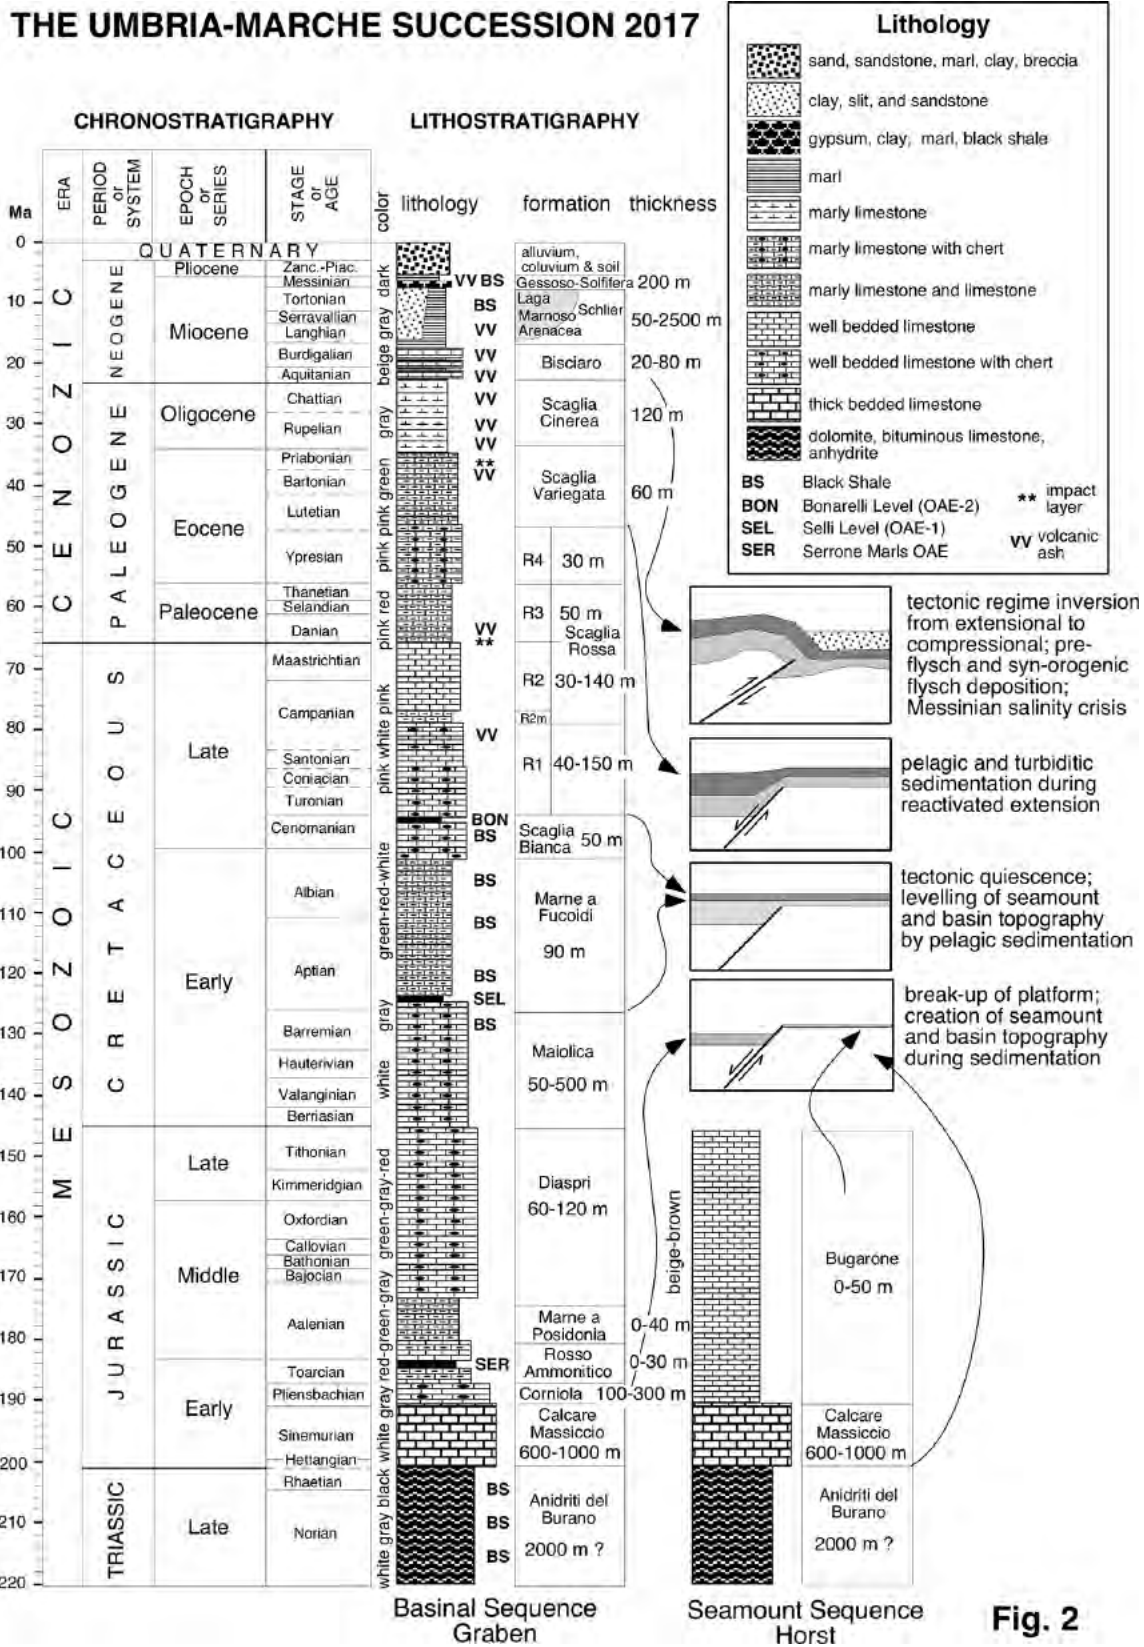 THE UMBRIA-MARCHE SUCCESSION 2017
Lithology
sand, sandstone, marl, clay, breccia
clay, slit, and sandstone
gypsum, clay, marl, black shale
marl
marly limestone
marly limestone with chert
marly limestone and limestone
well bedded limestone
well bedded limestone with chert
thick bedded limestone
dolomite, bituminous limestone,
anhydrite
BS Black Shale
BON Bonarelli Level (OAE-2)
SEL Selli Level (OAE-1)
SER Serrone Marls OAE
** impact
layer
VV volcanic
ash
CHRONOSTRATIGRAPHY
LITHOSTRATIGRAPHY
Ma
ERA
PERIOD
or
SYSTEM
EPOCH
or
SERIES
STAGE
or
AGE
color
lithology
formation
thickness
0
10
20
30
40
50
60
70
80
90
100
110
120
130
140
150
160
170
180
190
200
210
220
CENOZOIC
MESOZOIC
QUATERNARY
NEOGENE
PALEOGENE
CRETACEOUS
JURASSIC
TRIASSIC
Pliocene
Miocene
Oligocene
Eocene
Paleocene
Late
Early
Late
Middle
Early
Late
Zanc.-Piac.
Messinian
Tortonian
Serravallian
Langhian
Burdigalian
Aquitanian
Chattian
Rupelian
Priabonian
Bartonian
Lutetian
Ypresian
Thanetian
Selandian
Danian
Maastrichtian
Campanian
Santonian
Coniacian
Turonian
Cenomanian
Albian
Aptian
Barremian
Hauterivian
Valanginian
Berriasian
Tithonian
Kimmeridgian
Oxfordian
Callovian
Bathonian
Bajocian
Aalenian
Toarcian
Pliensbachian
Sinemurian
Hettangian
Rhaetian
Norian
dark
gray
beige
gray
green
pink
pink
red
pink
pink
white
pink
green-red-white
gray
white
green-gray-red
red-green-gray
gray
white
black
gray
white
VV BS
BS
VV
VV
VV
VV
VV
VV
**
VV
VV
**
VV
BON
BS
BS
BS
BS
SEL
BS
SER
BS
BS
BS
alluvium,
coluvium & soil
Gessoso-Solfifera 200 m
Laga
Marnoso
Arenacea
Schlier
50-2500 m
Bisciaro 20-80 m
Scaglia
Cinerea
120 m
Scaglia
Variegata
60 m
R4 30 m
R3 50 m
Scaglia
Rossa
R2 30-140 m
R2m
R1 40-150 m
Scaglia
Bianca
50 m
Marne a
Fucoidi
90 m
Maiolica
50-500 m
Diaspri
60-120 m
Marne a
Posidonia
0-40 m
Rosso
Ammonitico
0-30 m
Corniola 100-300 m
Calcare
Massiccio
600-1000 m
Anidriti del
Burano
2000 m ?
Basinal Sequence
Graben
tectonic regime inversion
from extensional to
compressional; pre-
flysch and syn-orogenic
flysch deposition;
Messinian salinity crisis
pelagic and turbiditic
sedimentation during
reactivated extension
tectonic quiescence;
levelling of seamount
and basin topography
by pelagic sedimentation
break-up of platform;
creation of seamount
and basin topography
during sedimentation
beige-brown
Bugarone
0-50 m
Calcare
Massiccio
600-1000 m
Anidriti del
Burano
2000 m ?
Seamount Sequence
Horst
Fig. 2